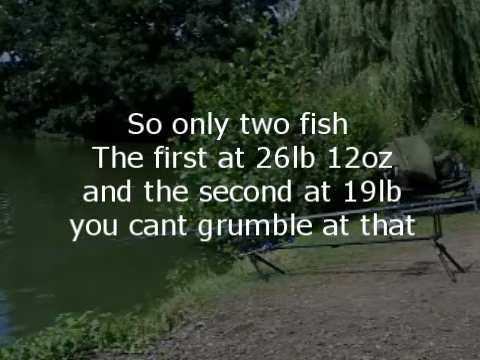 So only two fish
The first at 26lb 12oz
and the second at 19lb
you cant grumble at that